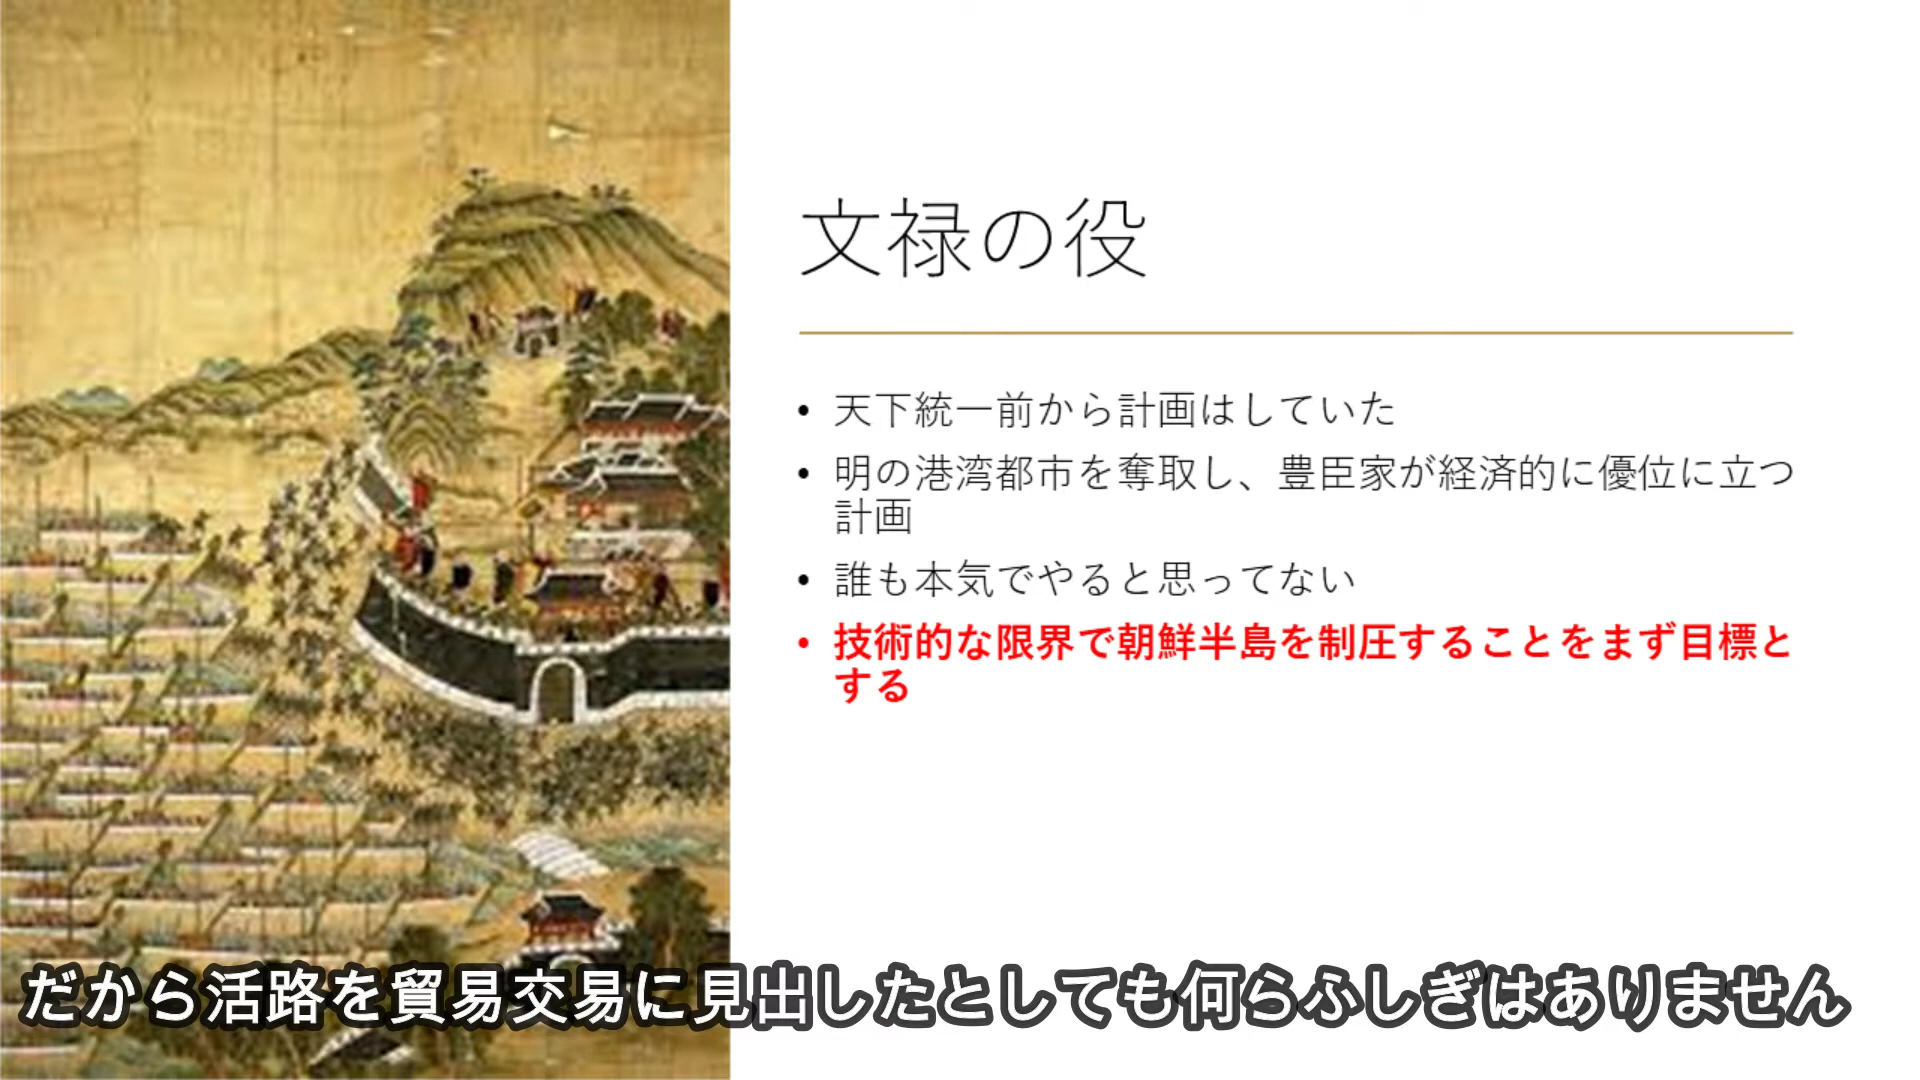 文禄の役
• 天下統一前から計画はしていた
• 明の港湾都市を奪取し、豊臣家が経済的に優位に立つ
計画
• 誰も本気でやると思ってない
• 技術的な限界で朝鮮半島を制圧することをまず目標と
する
だから活路を貿易交易に見出したとしても何らふしぎはありません